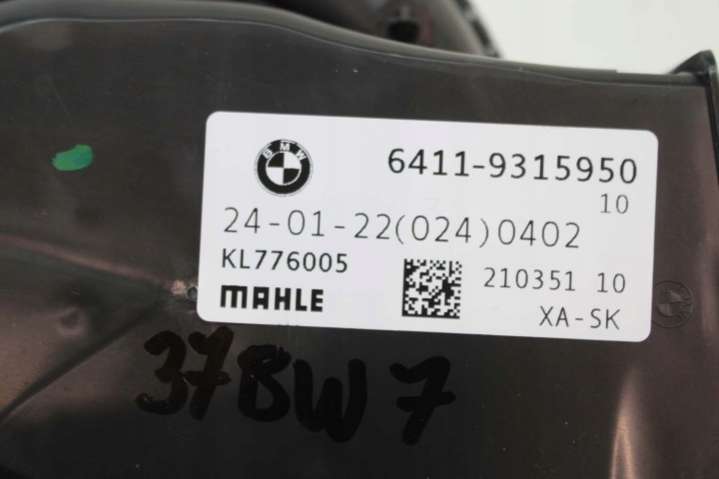 BMW
6411-9315950
10
24-01-22(024)0402
KL776005
210351 10
MAHLE
XA-SK
37BW7